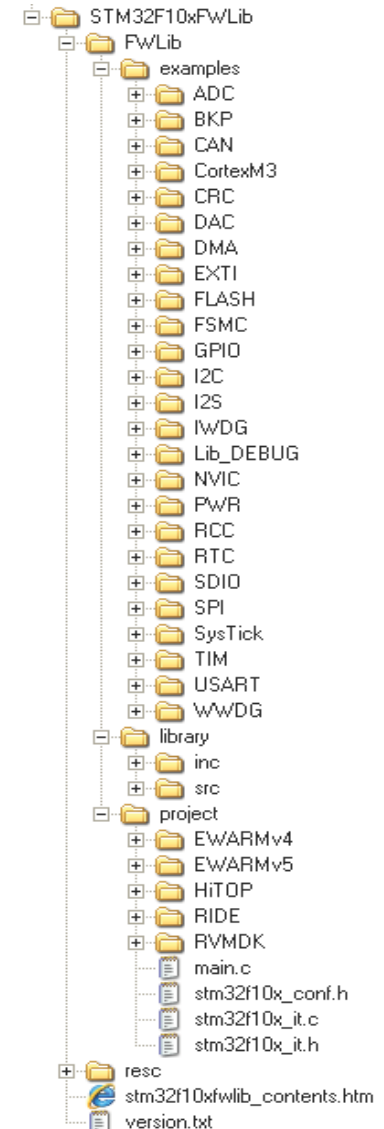 STM32F10xFWLib
FWLib
examples
ADC
BKP
CAN
CortexM3
CRC
DAC
DMA
EXTI
FLASH
FSMC
GPIO
I2C
I2S
IWDG
Lib_DEBUG
NVIC
PWR
RCC
RTC
SDIO
SPI
SysTick
TIM
USART
WWDG
library
inc
src
project
EWARMv4
EWARMv5
HiTOP
RIDE
RVMDK
main.c
stm32f10x_conf.h
stm32f10x_it.c
stm32f10x_it.h
resc
stm32f10xfwlib_contents.htm
version.txt